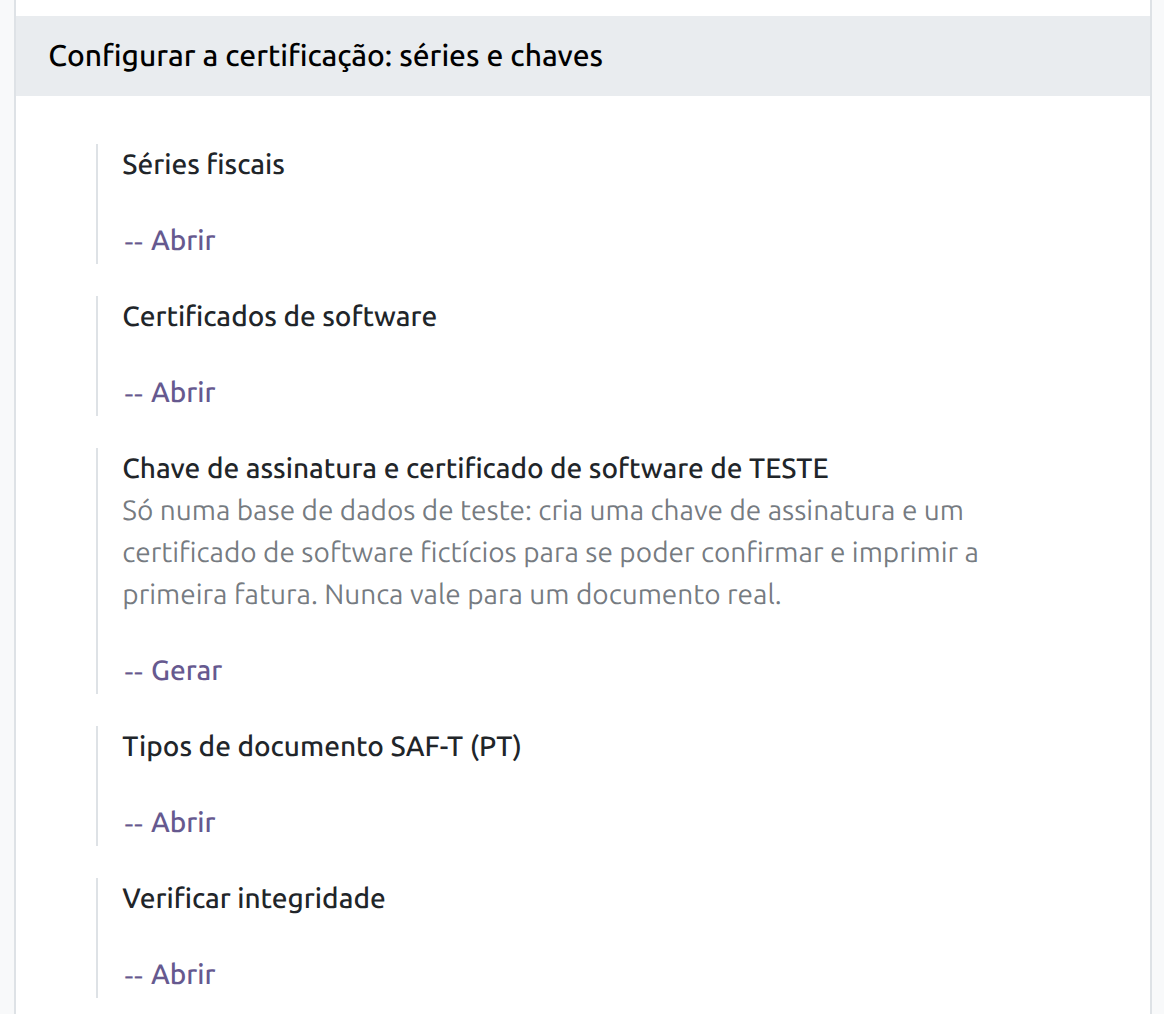 Configurar a certificação: séries e chaves
Séries fiscais
-- Abrir
Certificados de software
-- Abrir
Chave de assinatura e certificado de software de TESTE
Só numa base de dados de teste: cria uma chave de assinatura e um
certificado de software fictícios para se poder confirmar e imprimir a
primeira fatura. Nunca vale para um documento real.
-- Gerar
Tipos de documento SAF-T (PT)
-- Abrir
Verificar integridade
-- Abrir